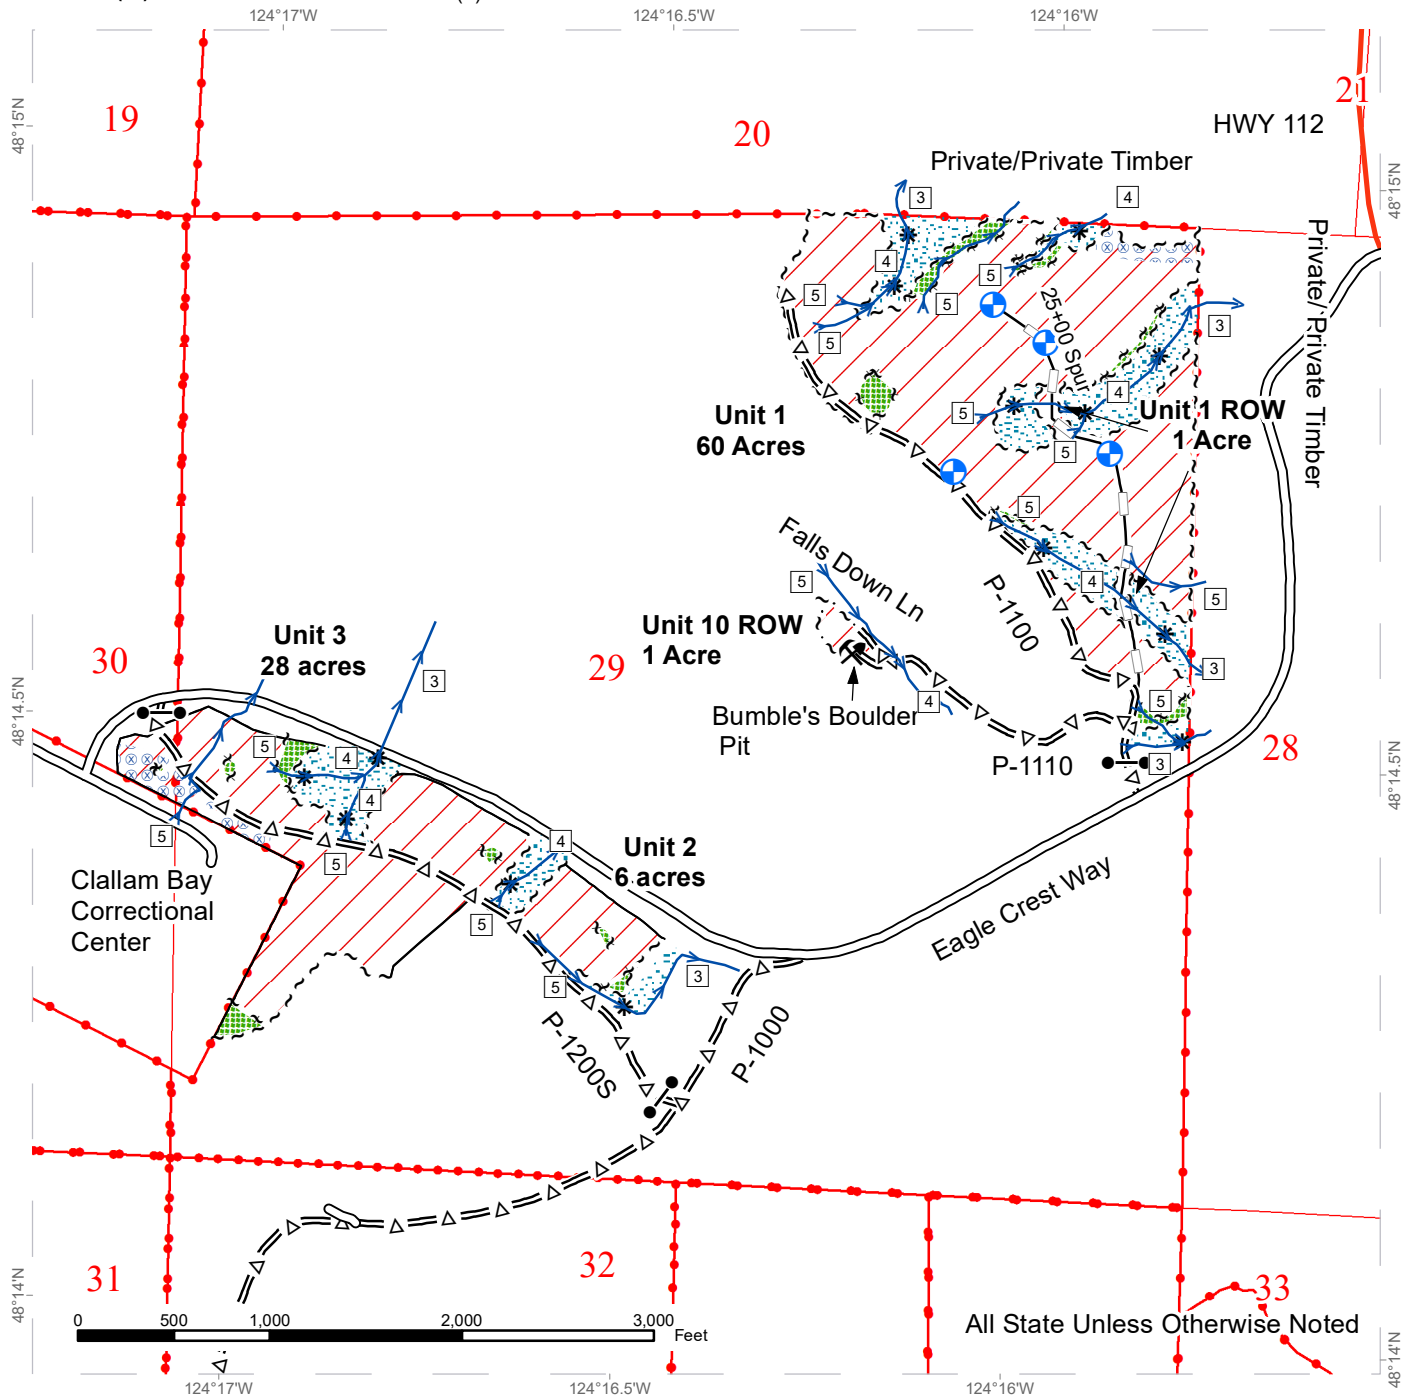 124°17'W
124°16.5'W
124°16'W
48°15'N
48°15'N
19
20
21
HWY 112
Private/Private Timber
3
4
4
5
5
5
5
3
Private/ Private Timber
25+00 Spur
4
5
5
Unit 1
60 Acres
Unit 1 ROW
1 Acre
5
Falls Down Ln
5
4
P-1100
5
Unit 10 ROW
1 Acre
Unit 3
28 acres
30
29
3
3
4
5
48°14.5'N
48°14.5'N
Bumble's Boulder
Pit
P-1110
3
28
5
4
4
5
5
4
Unit 2
6 acres
Clallam Bay
Correctional
Center
5
Eagle Crest Way
3
5
P-1200S
P-1000
31
32
33
48°14'N
48°14'N
0
500
1,000
2,000
3,000
Feet
All State Unless Otherwise Noted
124°17'W
124°16.5'W
124°16'W